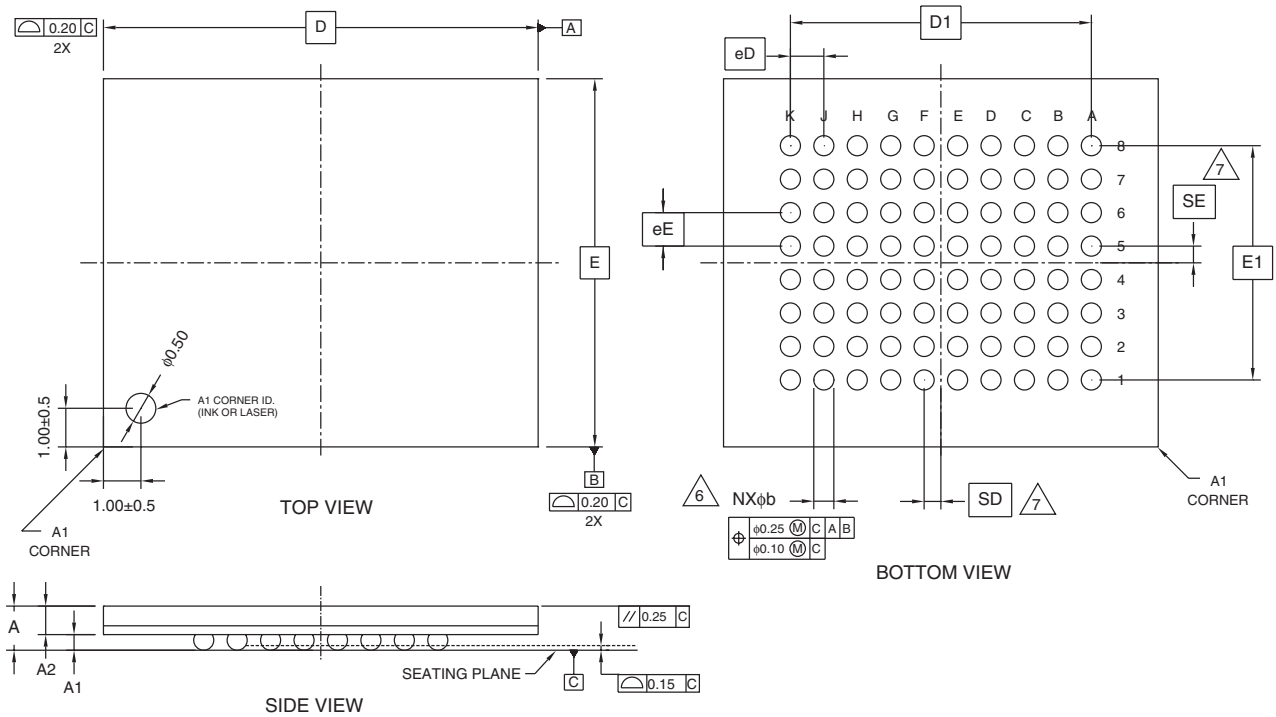 0.20 C
2X
D
A
D1
eD
K J H G F E D C B A
8
7
6
5
4
3
2
1
7
SE
eE
E1
E
φ0.50
A1 CORNER ID.
(INK OR LASER)
1.00±0.5
1.00±0.5
A1
CORNER
TOP VIEW
B
0.20 C
2X
6
NXφb
φ0.25 M C A B
φ0.10 M C
SD
7
A1
CORNER
BOTTOM VIEW
A
A2
A1
// 0.25 C
SEATING PLANE
C
0.15 C
SIDE VIEW